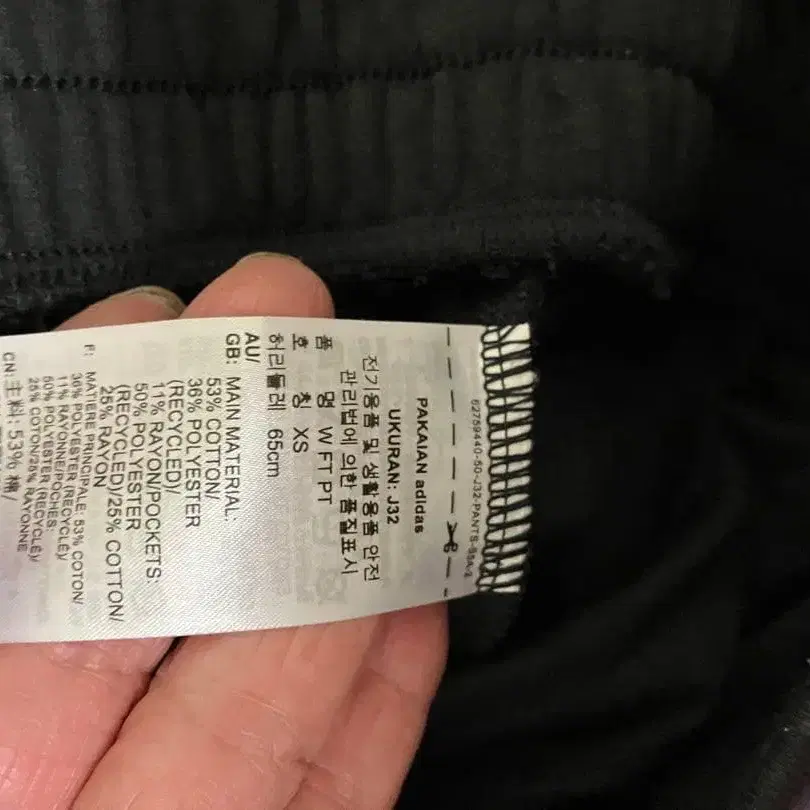 62759440-50-J32-PANTS-SSA/2
PAKAIAN adidas
UKURAN: J32
전기용품 및 생활용품 안전
관리법에 의한 품질표시
품 명 W FT PT
호 칭 XS
허리둘레 65cm
AU/
GB: MAIN MATERIAL:
53% COTTON/
36% POLYESTER
(RECYCLED)/
11% RAYON/POCKETS:
50% POLYESTER
(RECYCLED)/25% COTTON/
25% RAYON
F: MATIERE PRINCIPALE: 53% COTON/
36% POLYESTER (RECYCLÉ)/
11% RAYONNE/POCHES:
50% POLYESTER (RECYCLÉ)/
25% COTON/25% RAYONNE
CN: 主料: 53% 棉/